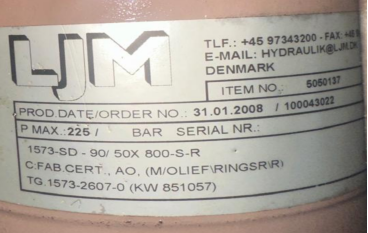 LJM
TLF.: +45 97343200 - FAX: +45
E-MAIL: HYDRAULIK@LJM.DK
DENMARK
ITEM NO.: 5050137
PROD.DATE/ORDER NO.: 31.01.2008 / 100043022
P MAX.: 225 / BAR SERIAL NR.:
1573-SD - 90/ 50X 800-S-R
C:FAB.CERT., AO, (M/OLIEF\RINGSR\R)
TG.1573-2607-0 (KW 851057)